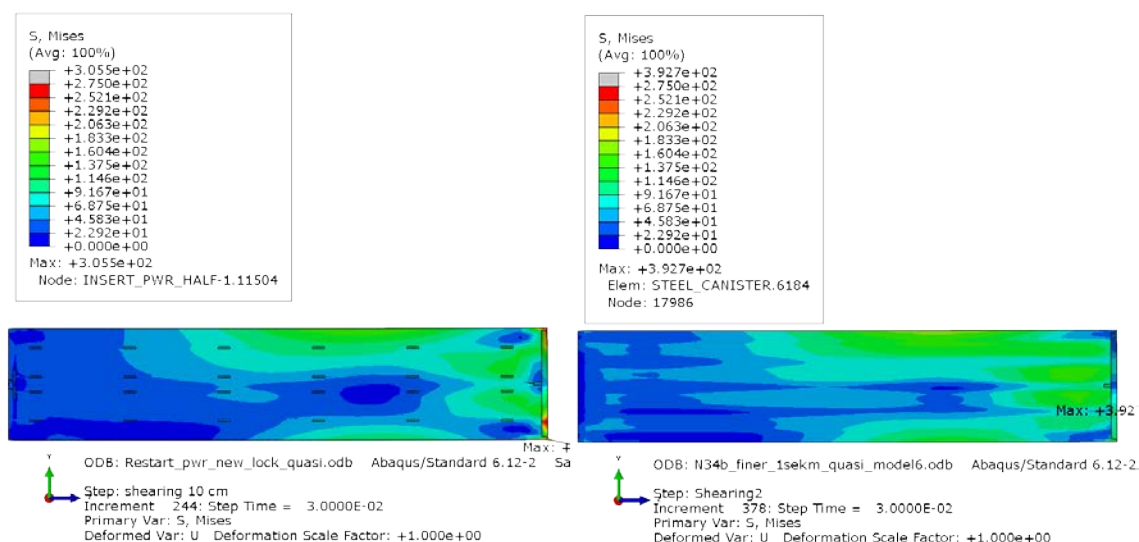 S, Mises
(Avg: 100%)
+3.055e+02
+2.750e+02
+2.521e+02
+2.292e+02
+2.063e+02
+1.833e+02
+1.604e+02
+1.375e+02
+1.146e+02
+9.167e+01
+6.875e+01
+4.583e+01
+2.292e+01
+0.000e+00
Max: +3.055e+02
Node: INSERT_PWR_HALF-1.11504
S, Mises
(Avg: 100%)
+3.927e+02
+2.750e+02
+2.521e+02
+2.292e+02
+2.063e+02
+1.833e+02
+1.604e+02
+1.375e+02
+1.146e+02
+9.167e+01
+6.875e+01
+4.583e+01
+2.292e+01
+0.000e+00
Max: +3.927e+02
Elem: STEEL_CANISTER.6184
Node: 17986
Max: +
Y
ODB: Restart_pwr_new_lock_quasi.odb Abaqus/Standard 6.12-2 Sa
Step: shearing 10 cm
Increment 244: Step Time = 3.0000E-02
Primary Var: S, Mises
Deformed Var: U Deformation Scale Factor: +1.000e+00
Max: +3.92
Y
ODB: N34b_finer_1sekm_quasi_model6.odb Abaqus/Standard 6.12-2
Step: Shearing2
Increment 378: Step Time = 3.0000E-02
Primary Var: S, Mises
Deformed Var: U Deformation Scale Factor: +1.000e+00